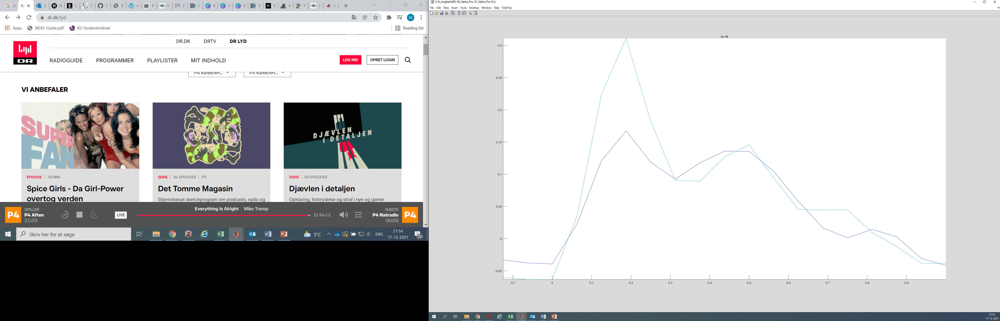 dr.dk/lyd
Apps
NEXS-Guide.pdf
KU Studenteridræt
Reading list
DR.DK
DRTV
DR LYD
DR
RADIOGUIDE
PROGRAMMER
PLAYLISTER
MIT INDHOLD
LOG IND
OPRET LOGIN
P4 KØBENH...
P5 KØBENH...
VI ANBEFALER
SUPER
FAN
DJÆVLEN
I DETALJEN
EPISODE
39 MIN.
Spice Girls - Da Girl-Power
overtog verden
SERIE
94 EPISODER
P3
Det Tomme Magasin
Stjernebesat sketchprogram om podcasts, radio og
SERIE
60 EPISODER
Djævlen i detaljen
Opklaring, forbrydelse og straf i nye og gamle
P4
SPILLER
P4 Aften
21:03
15
15
LIVE
Everything Is Alright
Mike Tramp
21:54:12
NÆSTE
P4 Natradio
00:05
P4
Skriv her for at søge
5°C
ENG
21:54
17-12-2021
20
2: ft_singleplotER: G0_Alpha_Pre, G1_Alpha_Pre (Cz)
File Edit View Insert Tools Desktop Window Help FieldTrip
Cz / 30
0.3
0.25
0.2
0.15
0.1
0.05
0
-0.05
-0.1 0 0.1 0.2 0.3 0.4 0.5 0.6 0.7 0.8 0.9
21:54
17-12-2021